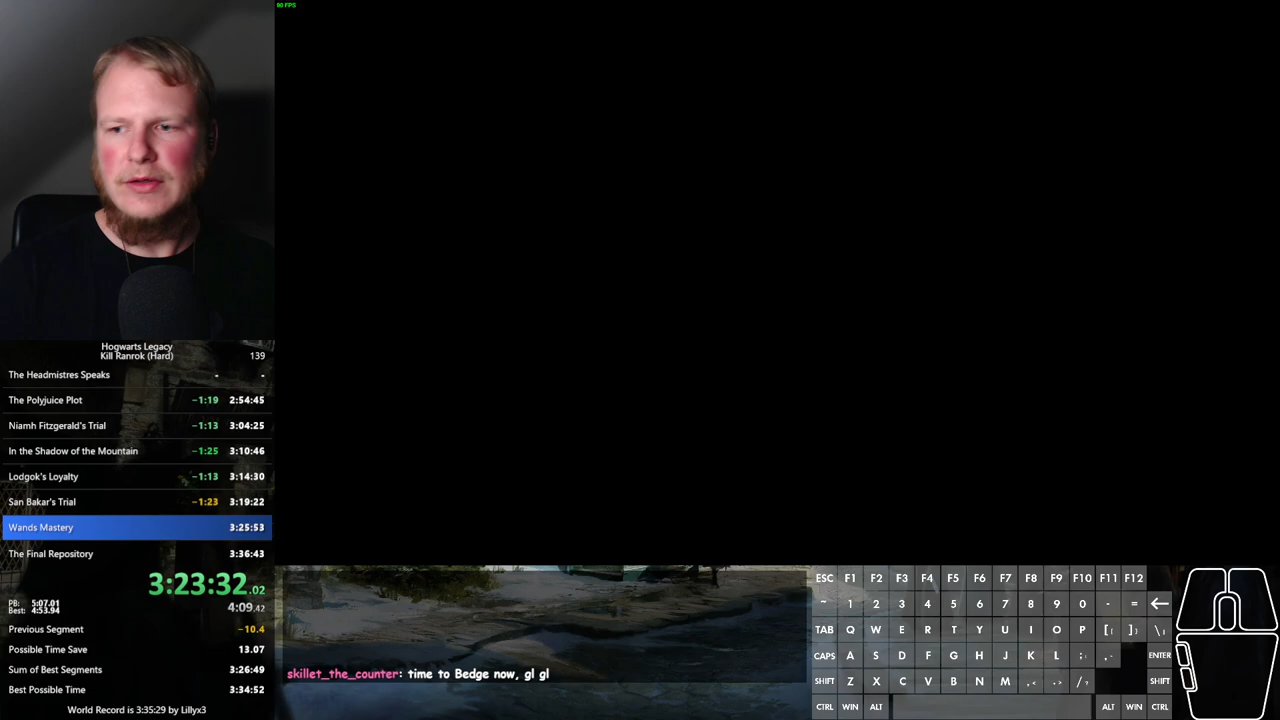 90 FPS
Hogwarts Legacy
Kill Ranrok (Hard) 139
The Headmistres Speaks - -
The Polyjuice Plot −1:19 2:54:45
Niamh Fitzgerald's Trial −1:13 3:04:25
In the Shadow of the Mountain −1:25 3:10:46
Lodgok's Loyalty −1:13 3:14:30
San Bakar's Trial −1:23 3:19:22
Wands Mastery 3:25:53
The Final Repository 3:36:43
3:23:32.02
PB: 5:07.01 4:09.42
Best: 4:53.94
Previous Segment −10.4
Possible Time Save 13.07
Sum of Best Segments 3:26:49
Best Possible Time 3:34:52
World Record is 3:35:29 by Lillyx3
skillet_the_counter: time to Bedge now, gl gl
ESC F1 F2 F3 F4 F5 F6 F7 F8 F9 F10 F11 F12
~ 1 2 3 4 5 6 7 8 9 0 - = ←
TAB Q W E R T Y U I O P [{ ]} \|
CAPS A S D F G H J K L ;: ENTER
SHIFT Z X C V B N M ,< .> /? SHIFT
CTRL WIN ALT ALT WIN CTRL